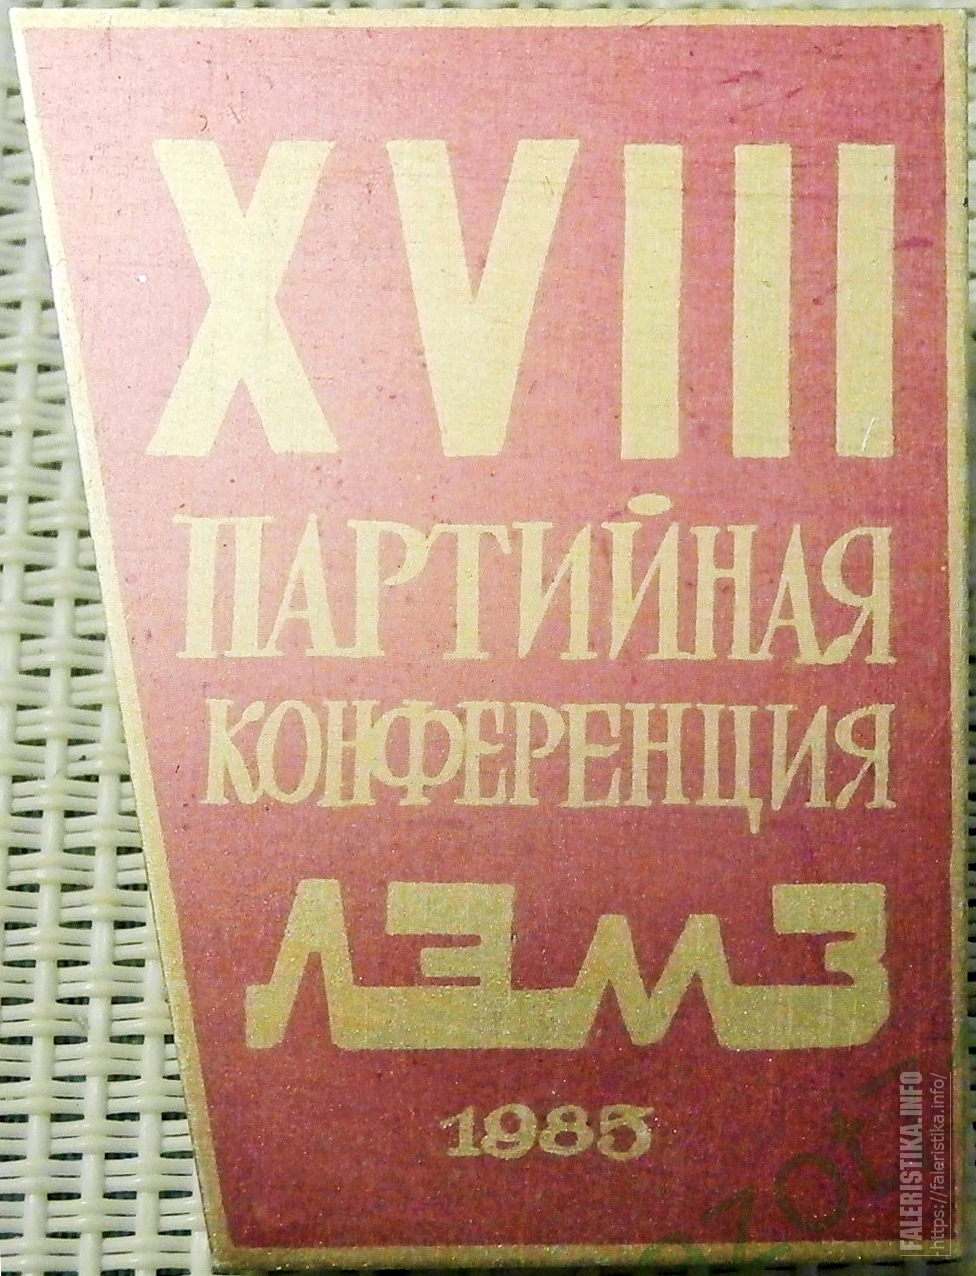 XVIII
ПАРТИЙНАЯ
КОНФЕРЕНЦИЯ
ЛЭМЗ
1985
FALERISTIKA.INFO
https://faleristika.info/